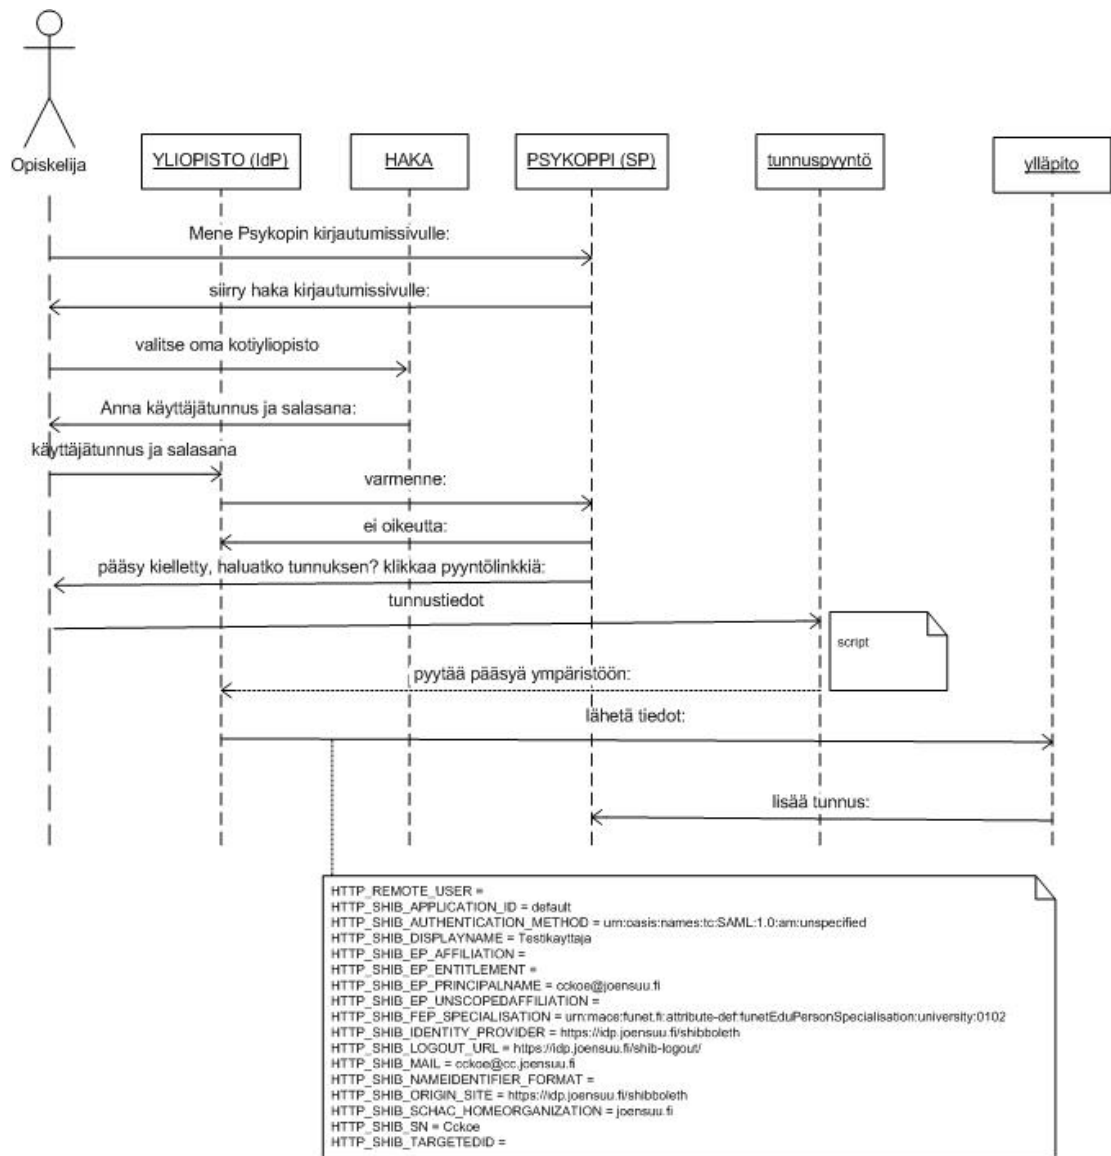 Opiskelija
YLIOPISTO (IdP)
HAKA
PSYKOPPI (SP)
tunnuspyyntö
ylläpito
Mene Psykopin kirjautumissivulle:
siirry haka kirjautumissivulle:
valitse oma kotiyliopisto
Anna käyttäjätunnus ja salasana:
käyttäjätunnus ja salasana
varmenne:
ei oikeutta:
pääsy kielletty, haluatko tunnuksen? klikkaa pyyntölinkkiä:
tunnustiedot
script
pyytää pääsyä ympäristöön:
lähetä tiedot:
lisää tunnus:
HTTP_REMOTE_USER =
HTTP_SHIB_APPLICATION_ID = default
HTTP_SHIB_AUTHENTICATION_METHOD = urn:oasis:names:tc:SAML:1.0:am:unspecified
HTTP_SHIB_DISPLAYNAME = Testikayttaja
HTTP_SHIB_EP_AFFILIATION =
HTTP_SHIB_EP_ENTITLEMENT =
HTTP_SHIB_EP_PRINCIPALNAME = cckoe@joensuu.fi
HTTP_SHIB_EP_UNSCOPEDAFFILIATION =
HTTP_SHIB_FEP_SPECIALISATION = urn:mace:funet.fi:attribute-def:funetEduPersonSpecialisation:university:0102
HTTP_SHIB_IDENTITY_PROVIDER = https://idp.joensuu.fi/shibboleth
HTTP_SHIB_LOGOUT_URL = https://idp.joensuu.fi/shib-logout/
HTTP_SHIB_MAIL = cckoe@cc.joensuu.fi
HTTP_SHIB_NAMEIDENTIFIER_FORMAT =
HTTP_SHIB_ORIGIN_SITE = https://idp.joensuu.fi/shibboleth
HTTP_SHIB_SCHAC_HOMEORGANIZATION = joensuu.fi
HTTP_SHIB_SN = Cckoe
HTTP_SHIB_TARGETEDID =